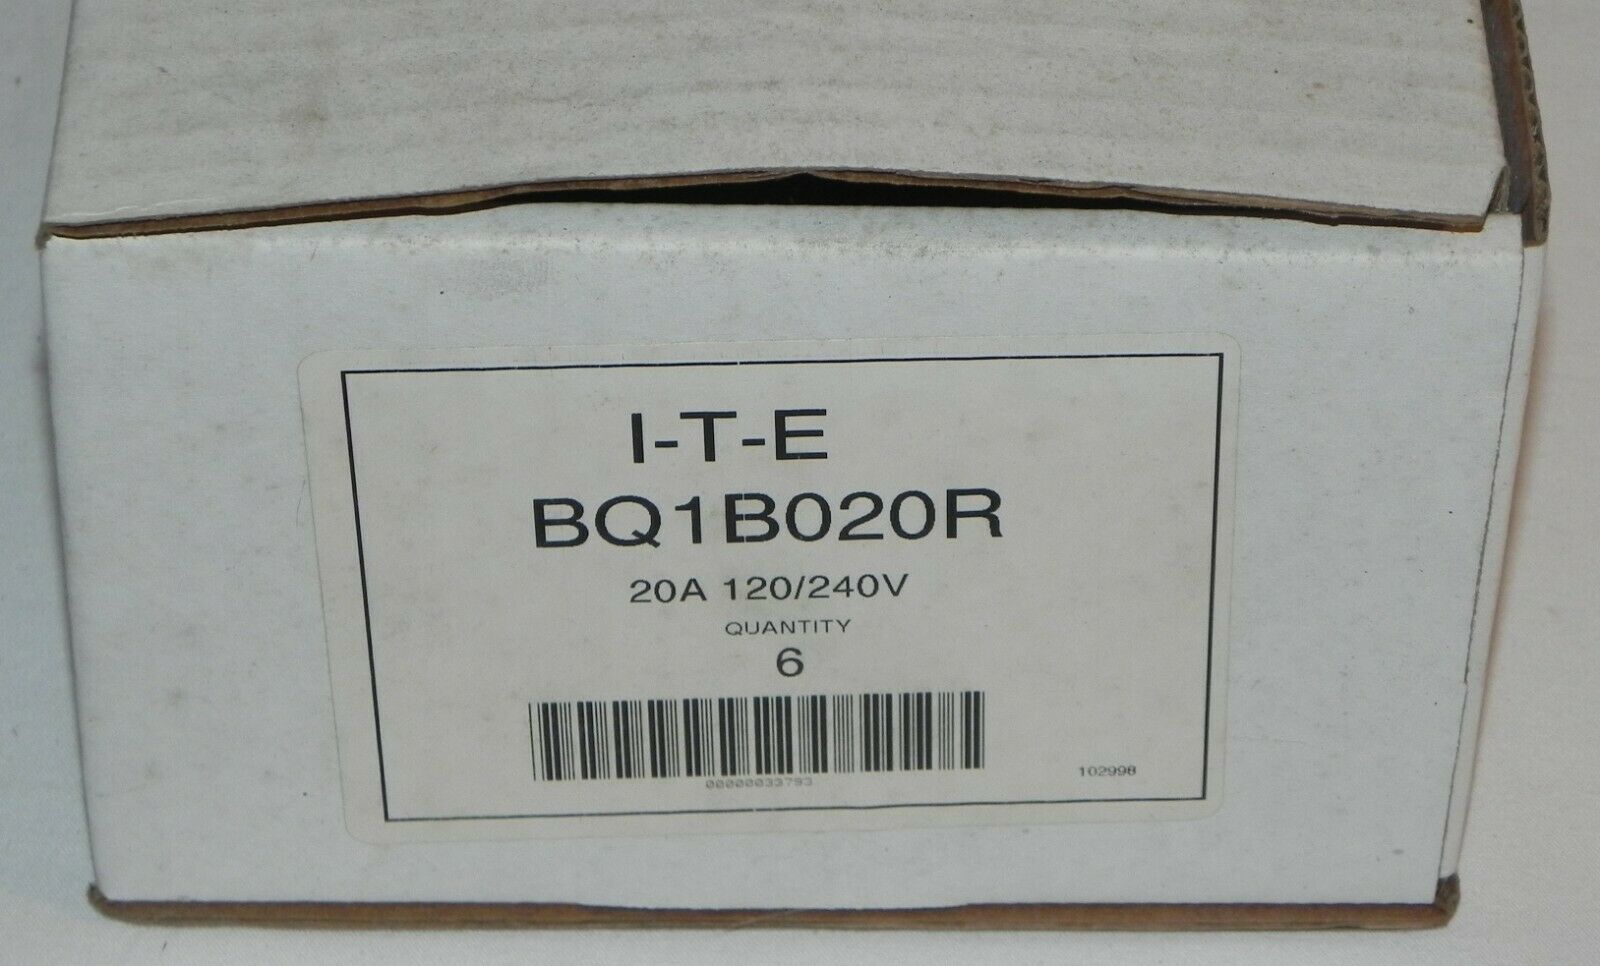 I-T-E
BQ1B020R
20A 120/240V
QUANTITY
6
00000033793
102998